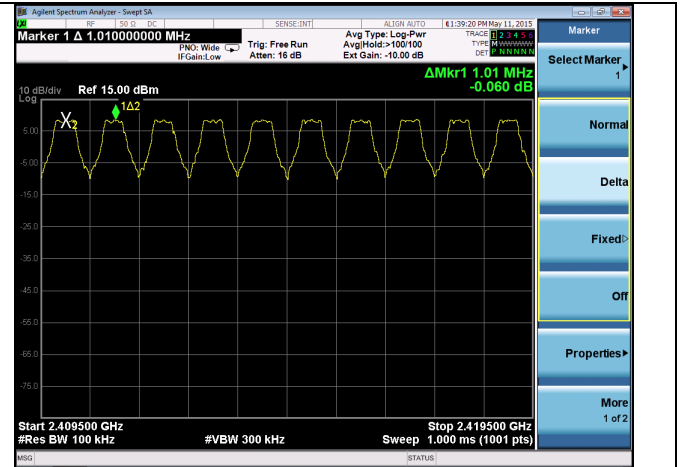 Agilent Spectrum Analyzer - Swept SA
RF 50 Ω DC SENSE:INT ALIGN AUTO 11:39:20 PM May 11, 2015
Marker 1 Δ 1.010000000 MHz
PNO: Wide
IFGain:Low
Trig: Free Run
Atten: 16 dB
Avg Type: Log-Pwr
Avg|Hold:>100/100
Ext Gain: -10.00 dB
TRACE 1 2 3 4 5 6
TYPE M WWWWW
DET P N N N N N
ΔMkr1 1.01 MHz
-0.060 dB
10 dB/div Ref 15.00 dBm
Log
1Δ2
X2
5.00
-5.00
-15.0
-25.0
-35.0
-45.0
-55.0
-65.0
-75.0
Start 2.409500 GHz Stop 2.419500 GHz
#Res BW 100 kHz #VBW 300 kHz Sweep 1.000 ms (1001 pts)
MSG STATUS
Marker
Select Marker
1
Normal
Delta
Fixed
Off
Properties
More
1 of 2